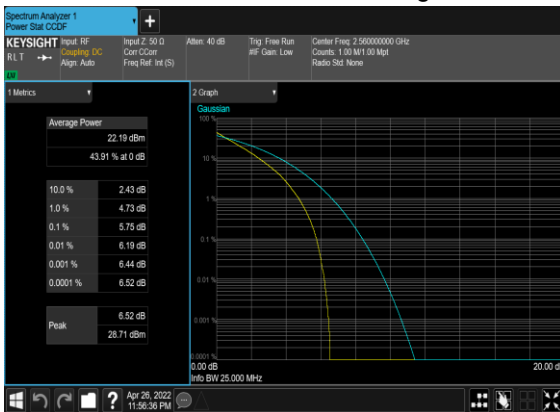 Spectrum Analyzer 1
Power Stat CCDF
KEYSIGHT
RLT
LV
Input: RF
Coupling: DC
Align: Auto
Input Z: 50 Ω
Corr CCorr
Freq Ref: Int (S)
Atten: 40 dB
Trig: Free Run
#IF Gain: Low
Center Freq: 2.560000000 GHz
Counts: 1.00 M/1.00 Mpt
Radio Std: None
1 Metrics
Average Power
22.19 dBm
43.91 % at 0 dB
10.0 % 2.43 dB
1.0 % 4.73 dB
0.1 % 5.75 dB
0.01 % 6.19 dB
0.001 % 6.44 dB
0.0001 % 6.52 dB
Peak
6.52 dB
28.71 dBm
2 Graph
Gaussian
100 %
10 %
1 %
0.1 %
0.01 %
0.001 %
0.0001 %
0.00 dB
20.00 d
Info BW 25.000 MHz
Apr 26, 2022
11:56:36 PM